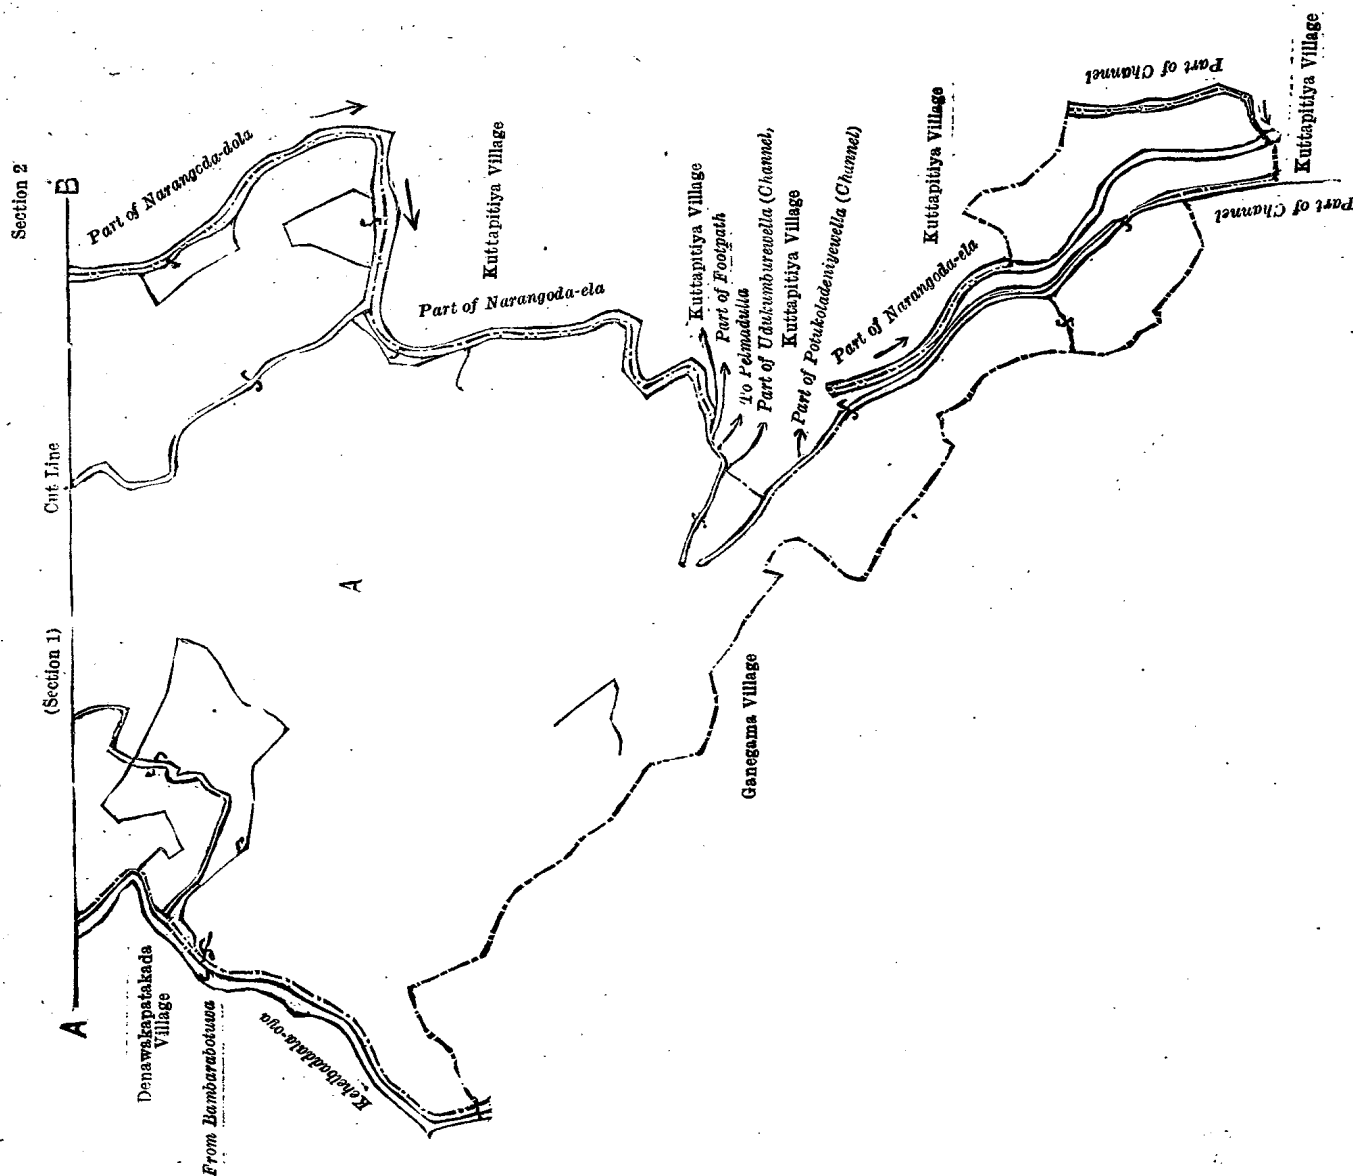 Section 2
B
Cut Line
(Section 1)
A
Part of Narangoda-dola
Kuttapitiya Village
Part of Narangoda-ela
A
Kuttapitiya Village
Part of Footpath
To Pelmadulla
Part of Udukumburewella (Channel,
Kuttapitiya Village
Part of Potukoladeniyewella (Channel)
Part of Narangoda-ela
Kuttapitiya Village
Part of Channel
Kuttapitiya Village
Part of Channel
Ganegama Village
Denawakapatakada
Village
From Bambarabotuwa
Kehelbaddala-oya